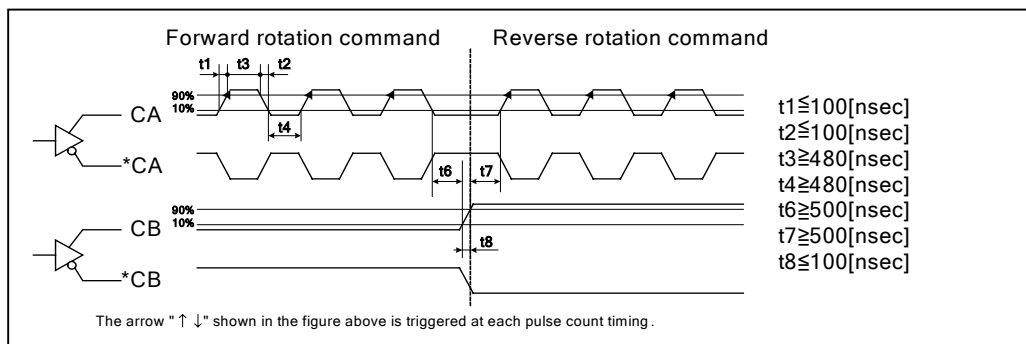 Forward rotation command
Reverse rotation command
t1 t3 t2
90%
10%
CA
t4
*CA
t6 t7
90%
10%
CB
t8
*CB
t1≦100[nsec]
t2≦100[nsec]
t3≧480[nsec]
t4≧480[nsec]
t6≧500[nsec]
t7≧500[nsec]
t8≦100[nsec]
The arrow "↑ ↓" shown in the figure above is triggered at each pulse count timing.